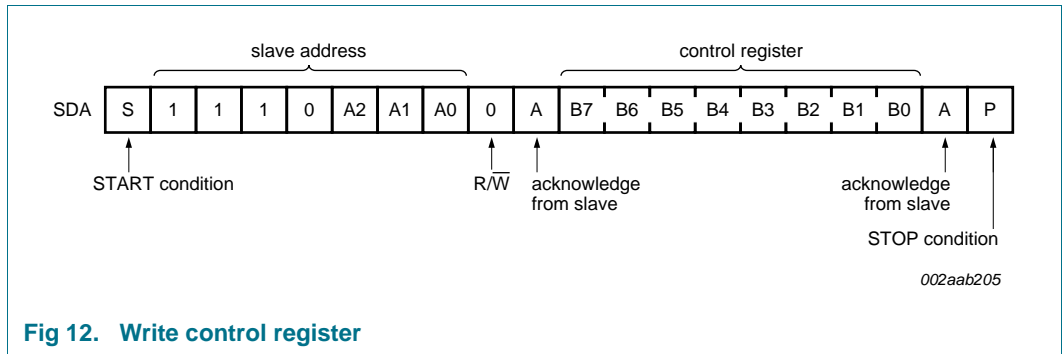 slave address control register
SDA S 1 1 1 0 A2 A1 A0 0 A B7 B6 B5 B4 B3 B2 B1 B0 A P
START condition R/W̅ acknowledge from slave acknowledge from slave
STOP condition
002aab205
Fig 12. Write control register